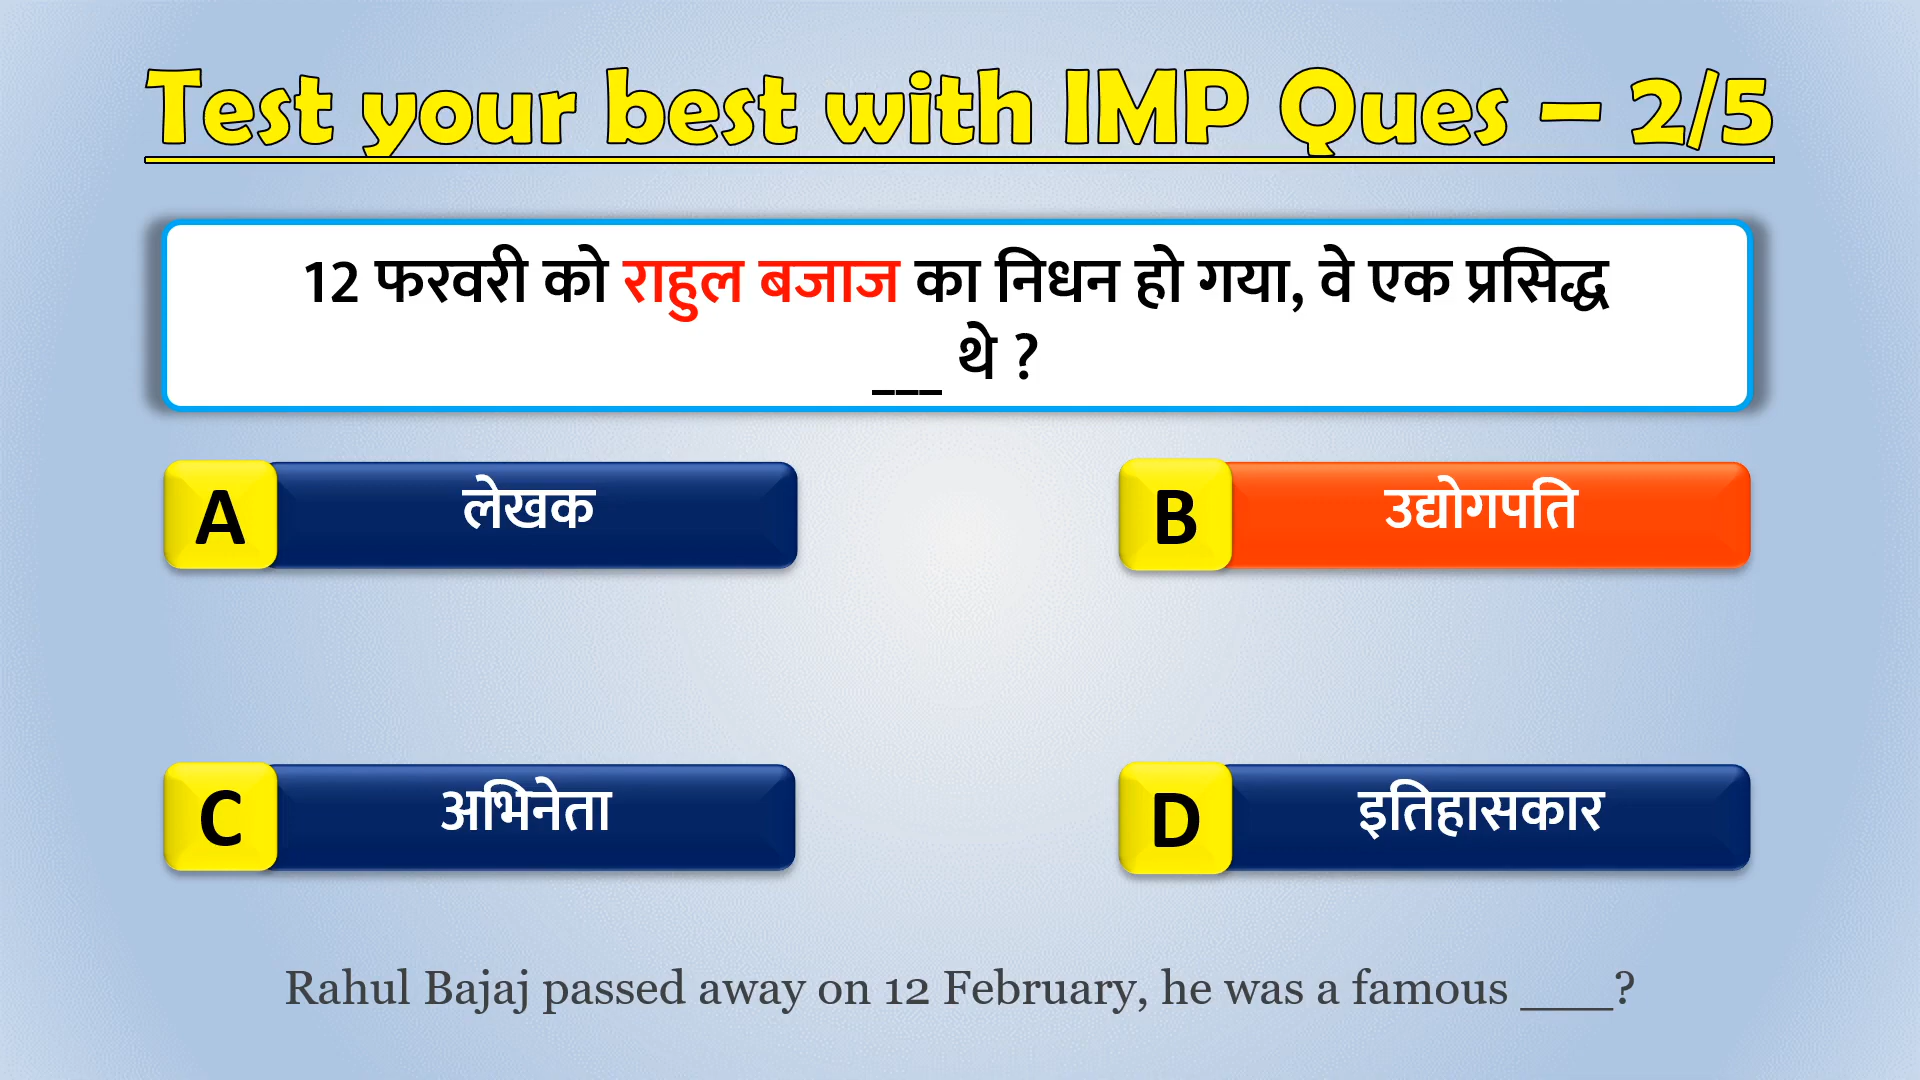 Test your best with IMP Ques – 2/5
12 फरवरी को राहुल बजाज का निधन हो गया, वे एक प्रसिद्ध
___ थे ?
A लेखक
B उद्योगपति
C अभिनेता
D इतिहासकार
Rahul Bajaj passed away on 12 February, he was a famous ___?